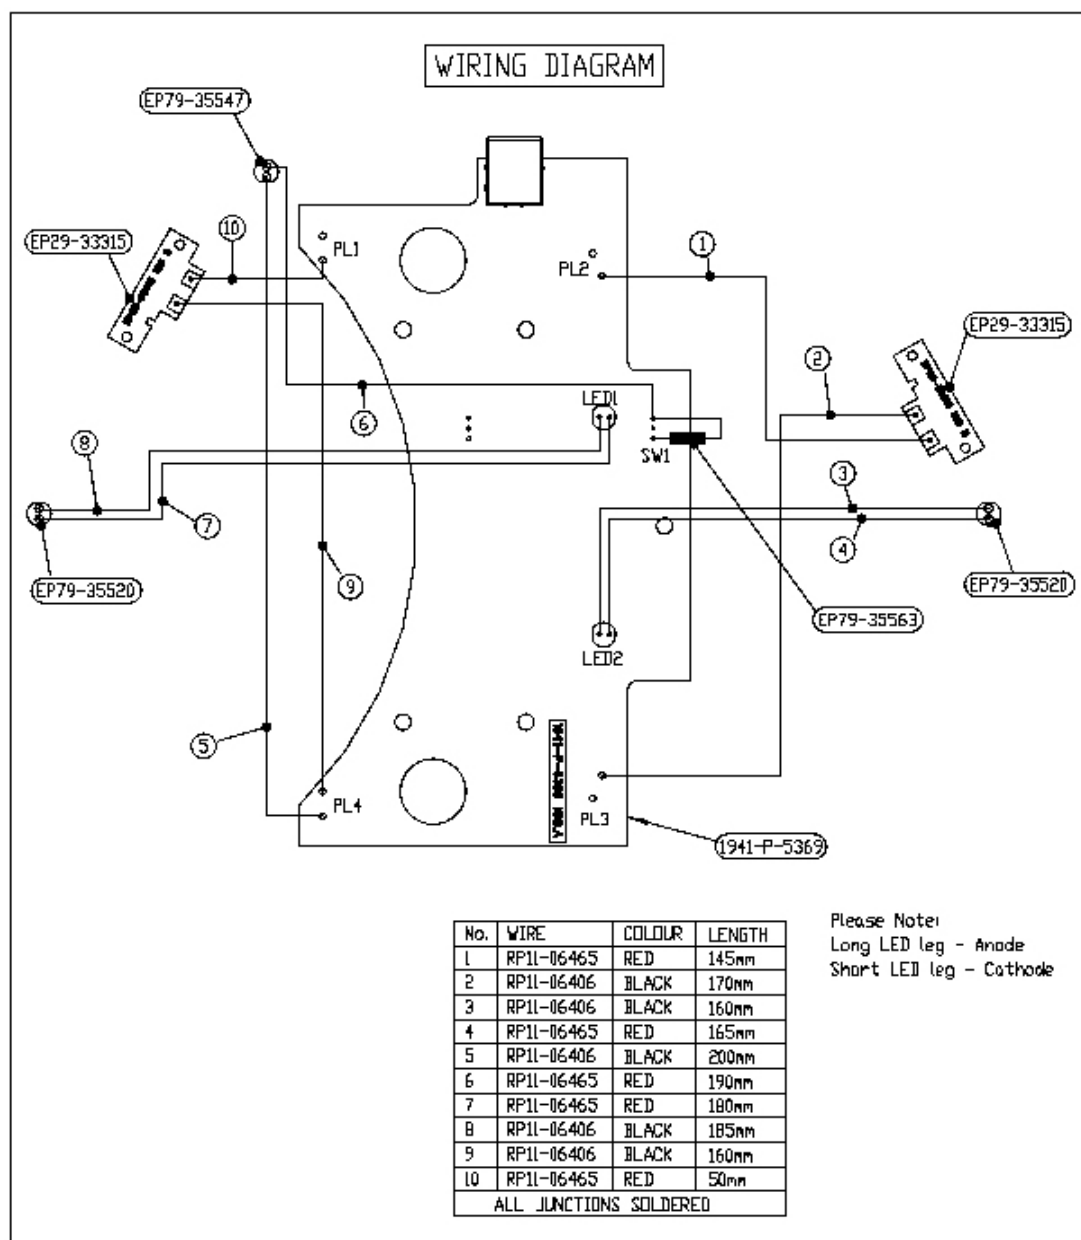 WIRING DIAGRAM
EP79-35547
EP29-33315
10
PL1
PL2
1
EP29-33315
2
LED1
6
SW1
8
7
3
4
EP79-35520
9
EP79-35520
EP79-35563
LED2
5
PL4
PL3
1941-P-5369
No. WIRE COLOUR LENGTH
1 RP11-06465 RED 145mm
2 RP11-06406 BLACK 170mm
3 RP11-06406 BLACK 160mm
4 RP11-06465 RED 165mm
5 RP11-06406 BLACK 200mm
6 RP11-06465 RED 190mm
7 RP11-06465 RED 180mm
8 RP11-06406 BLACK 185mm
9 RP11-06406 BLACK 160mm
10 RP11-06465 RED 50mm
ALL JUNCTIONS SOLDERED
Please Note:
Long LED leg - Anode
Short LED leg - Cathode